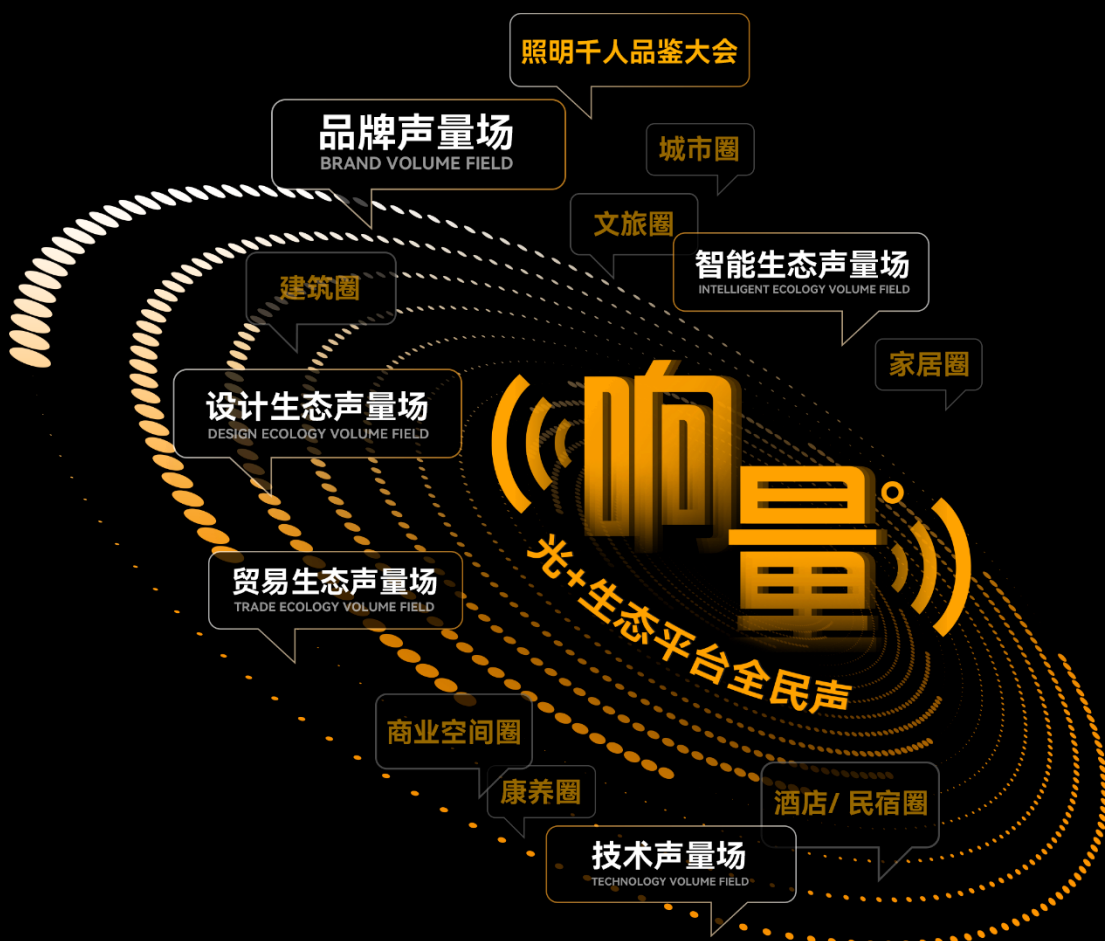 照明千人品鉴大会
品牌声量场
BRAND VOLUME FIELD
城市圈
文旅圈
智能生态声量场
INTELLIGENT ECOLOGY VOLUME FIELD
建筑圈
家居圈
设计生态声量场
DESIGN ECOLOGY VOLUME FIELD
响量°
光+生态平台全民声
贸易生态声量场
TRADE ECOLOGY VOLUME FIELD
商业空间圈
康养圈
酒店/ 民宿圈
技术声量场
TECHNOLOGY VOLUME FIELD